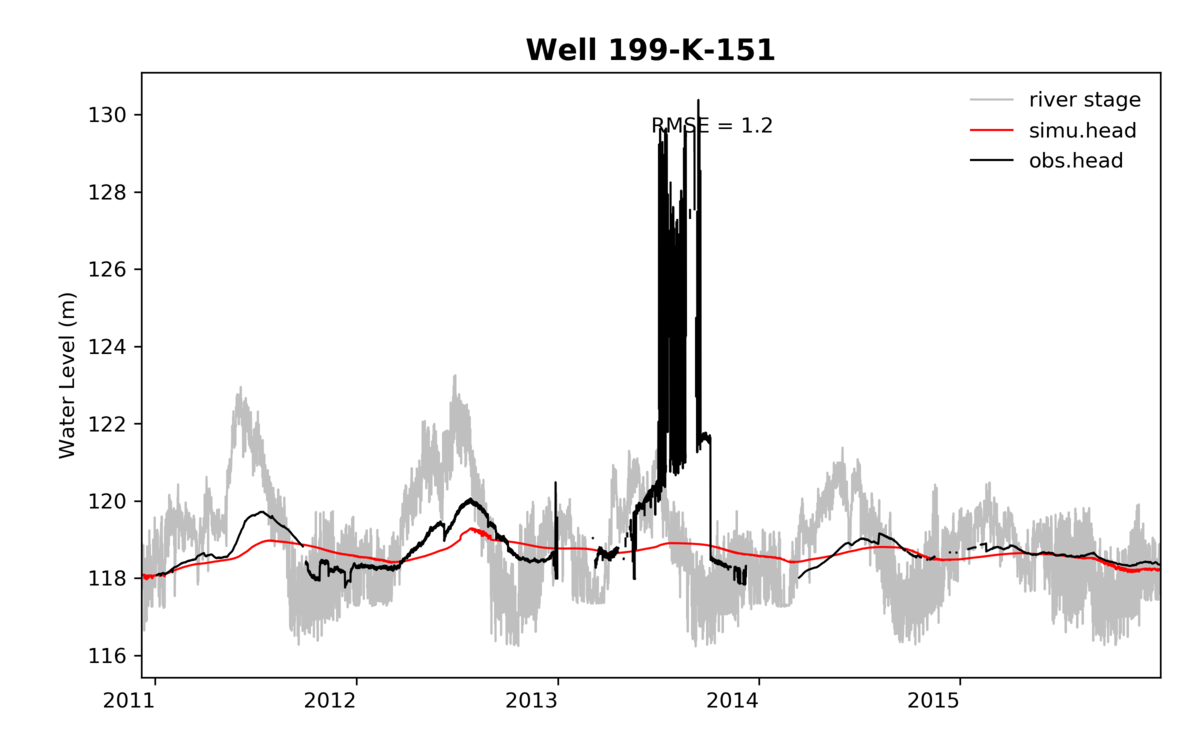 Well 199-K-151
RMSE = 1.2
river stage
simu.head
obs.head
Water Level (m)
130
128
126
124
122
120
118
116
2011
2012
2013
2014
2015